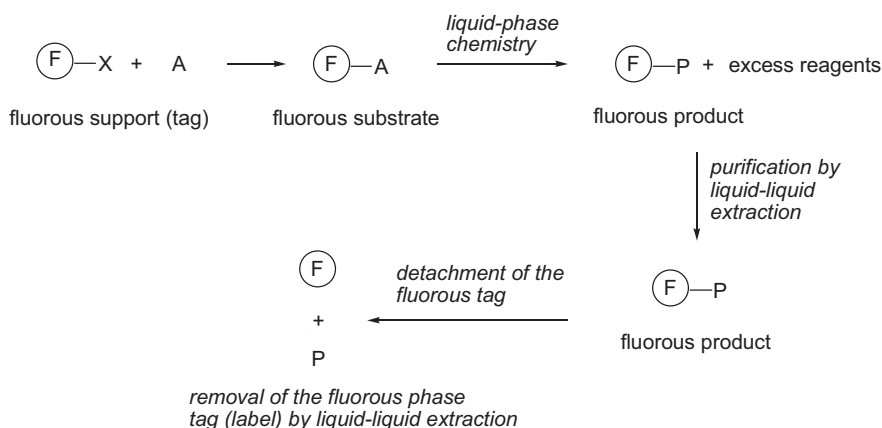 liquid-phase
chemistry
F—X + A
F—A
F—P + excess reagents
fluorous support (tag)
fluorous substrate
fluorous product
purification by
liquid-liquid
extraction
F
+
P
detachment of the
fluorous tag
F—P
fluorous product
removal of the fluorous phase
tag (label) by liquid-liquid extraction